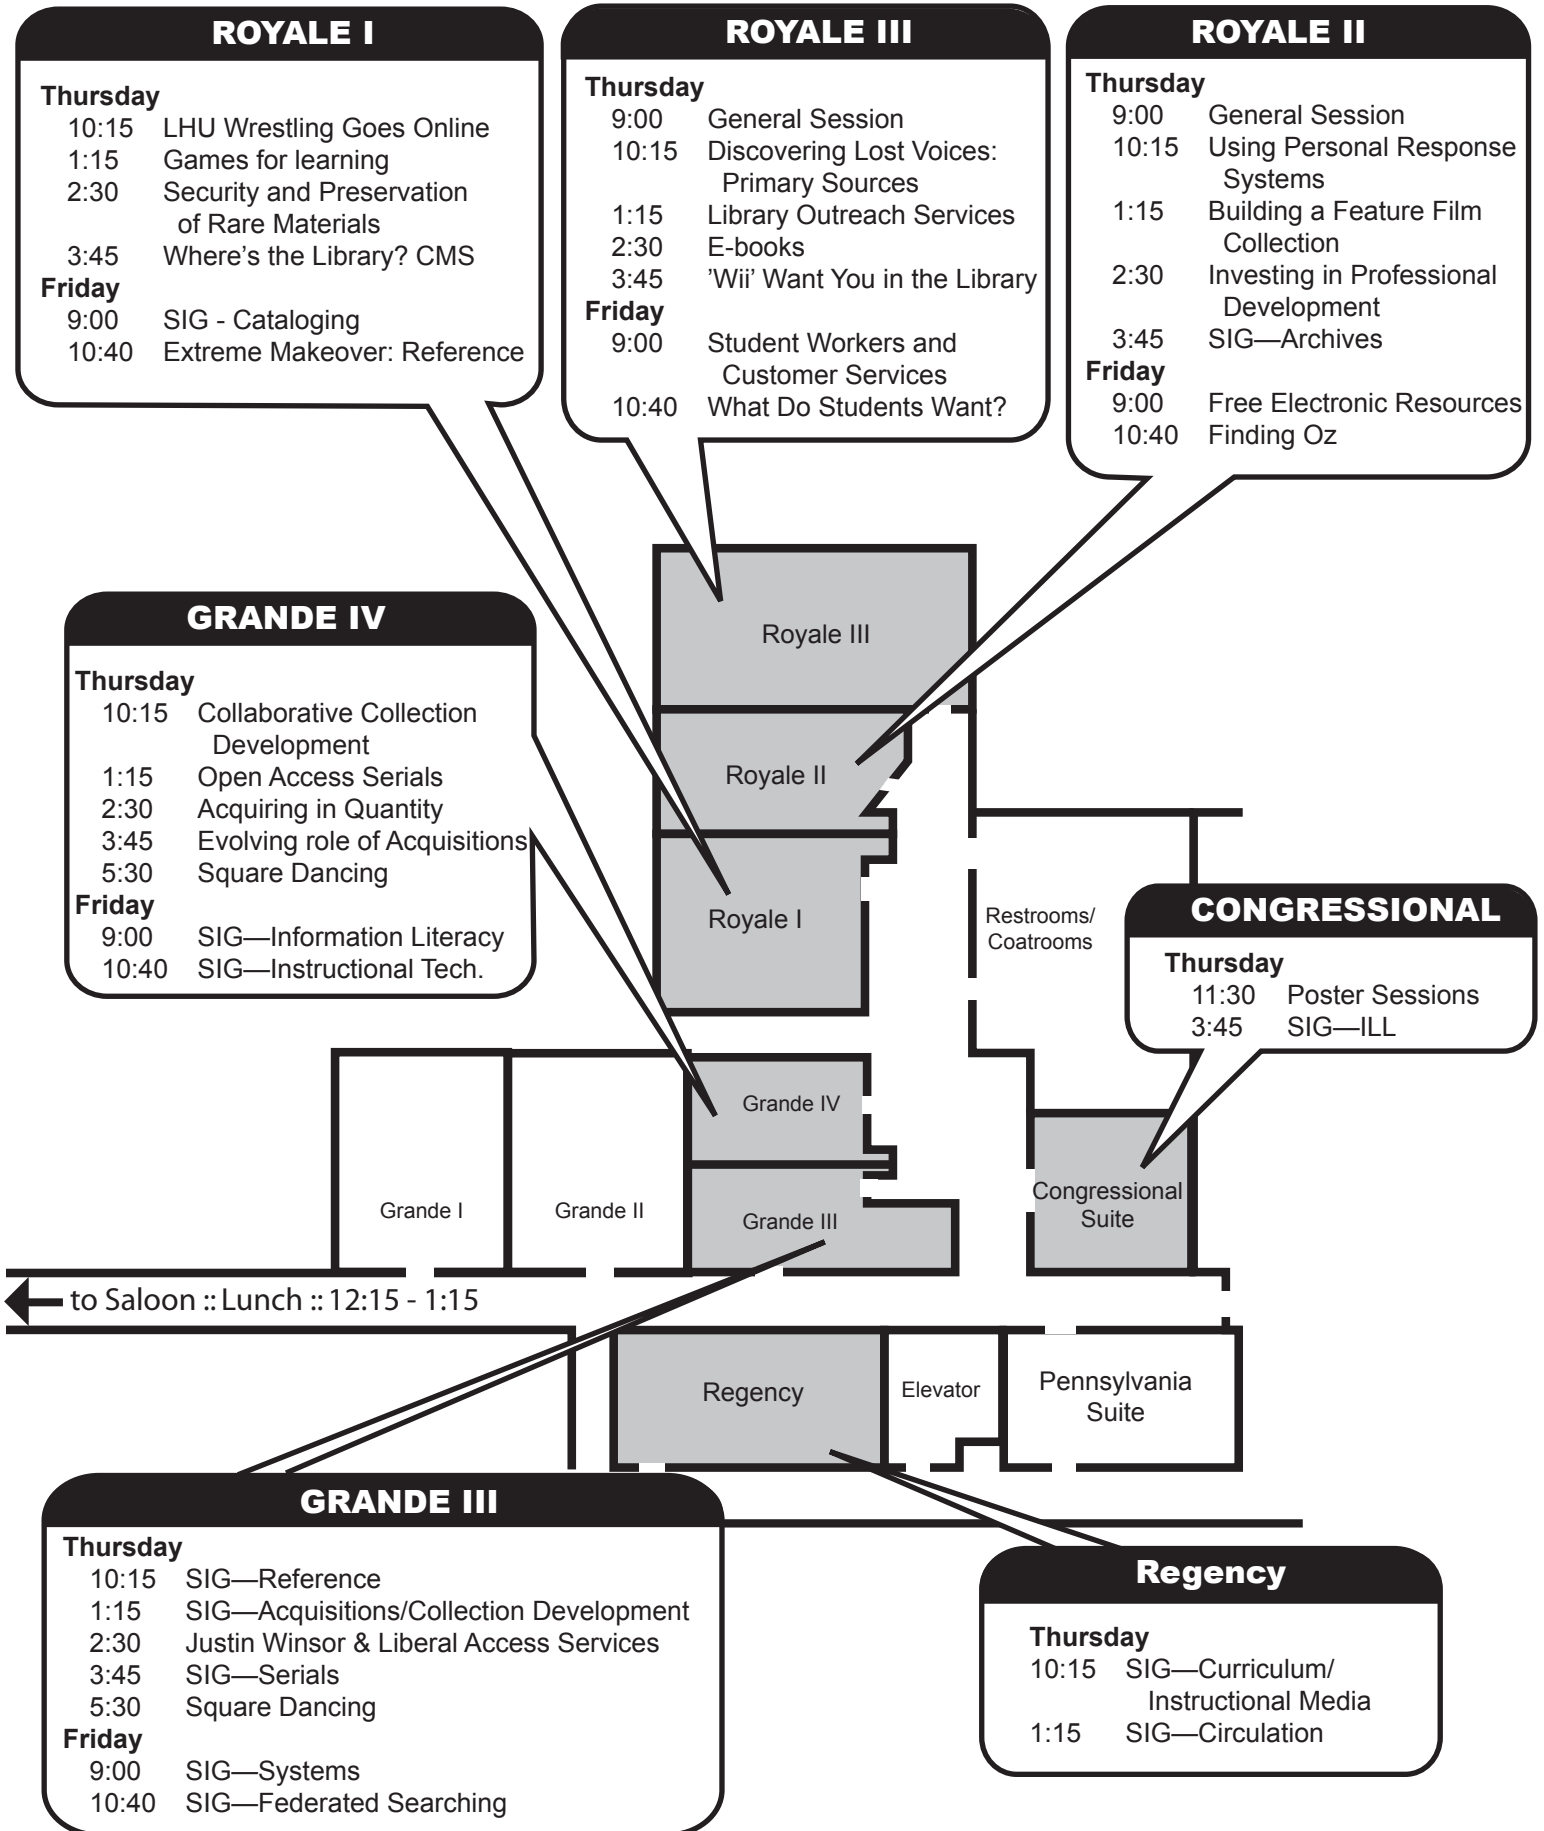 ROYALE I
Thursday
10:15 LHU Wrestling Goes Online
1:15 Games for learning
2:30 Security and Preservation
of Rare Materials
3:45 Where's the Library? CMS
Friday
9:00 SIG - Cataloging
10:40 Extreme Makeover: Reference
ROYALE III
Thursday
9:00 General Session
10:15 Discovering Lost Voices:
Primary Sources
1:15 Library Outreach Services
2:30 E-books
3:45 'Wii' Want You in the Library
Friday
9:00 Student Workers and
Customer Services
10:40 What Do Students Want?
ROYALE II
Thursday
9:00 General Session
10:15 Using Personal Response
Systems
1:15 Building a Feature Film
Collection
2:30 Investing in Professional
Development
3:45 SIG—Archives
Friday
9:00 Free Electronic Resources
10:40 Finding Oz
GRANDE IV
Thursday
10:15 Collaborative Collection
Development
1:15 Open Access Serials
2:30 Acquiring in Quantity
3:45 Evolving role of Acquisitions
5:30 Square Dancing
Friday
9:00 SIG—Information Literacy
10:40 SIG—Instructional Tech.
Royale III
Royale II
Royale I
Restrooms/
Coatrooms
CONGRESSIONAL
Thursday
11:30 Poster Sessions
3:45 SIG—ILL
Grande I
Grande II
Grande IV
Grande III
Congressional
Suite
to Saloon :: Lunch :: 12:15 - 1:15
Regency
Elevator
Pennsylvania
Suite
GRANDE III
Thursday
10:15 SIG—Reference
1:15 SIG—Acquisitions/Collection Development
2:30 Justin Winsor & Liberal Access Services
3:45 SIG—Serials
5:30 Square Dancing
Friday
9:00 SIG—Systems
10:40 SIG—Federated Searching
Regency
Thursday
10:15 SIG—Curriculum/
Instructional Media
1:15 SIG—Circulation